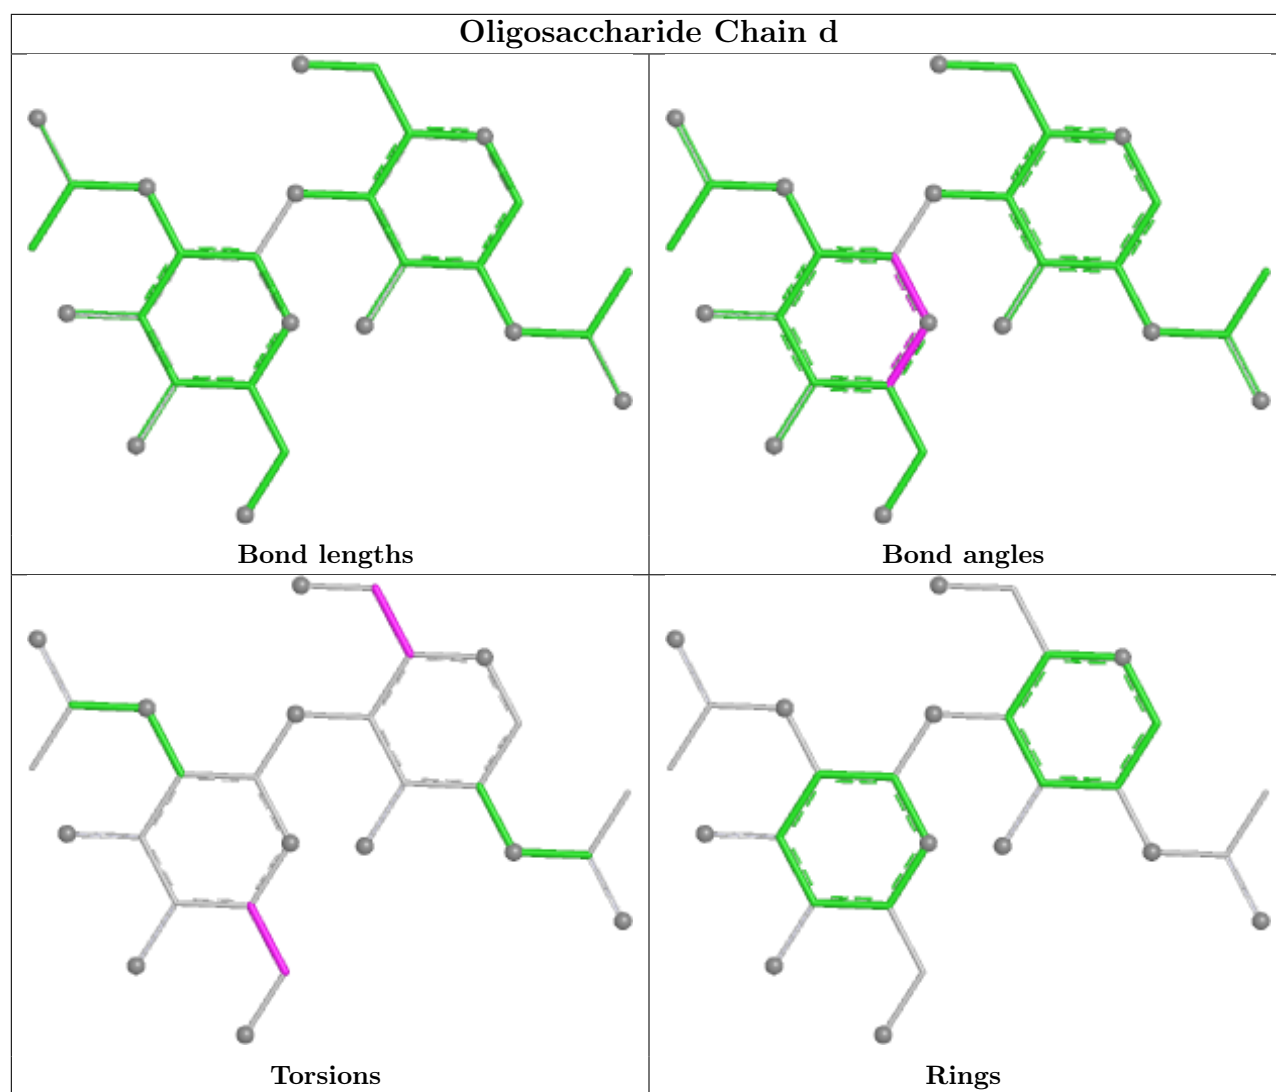 Oligosaccharide Chain d
Bond lengths
Bond angles
Torsions
Rings